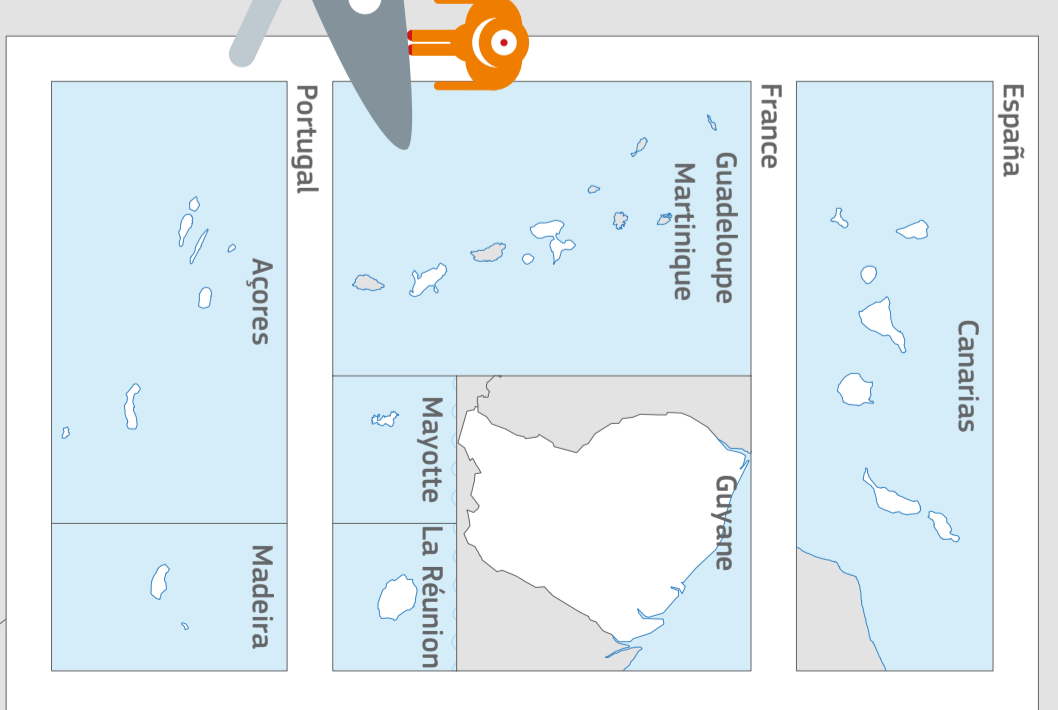 España
Canarias
France
Guadeloupe
Martinique
Guyane
Mayotte
La Réunion
Portugal
Açores
Madeira